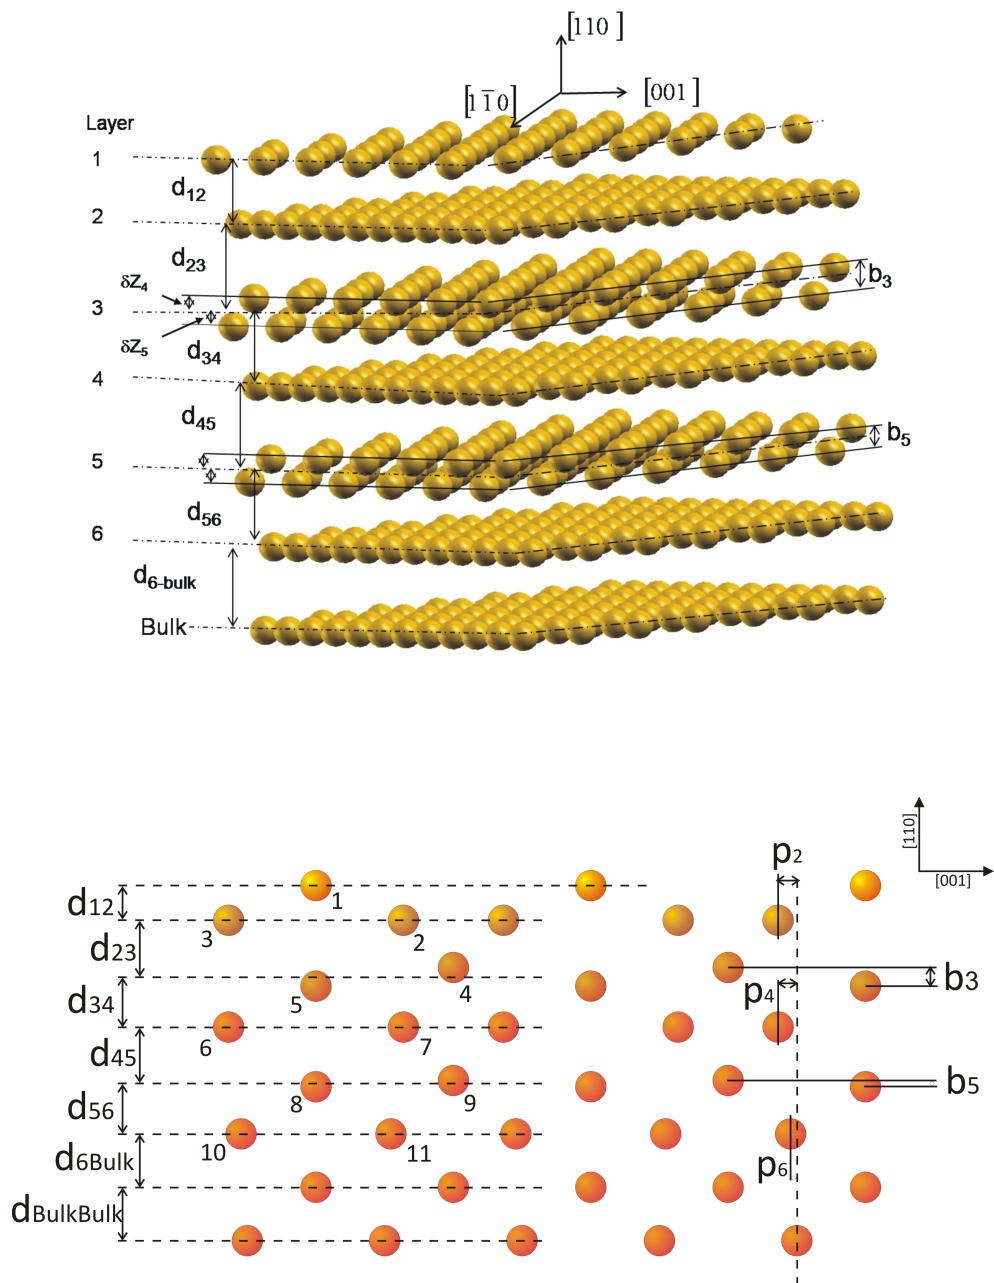 [110]
[001]
[11̄0]
Layer
1
d12
2
d23
δZ4
3
b3
δZ5
d34
4
d45
b5
5
d56
6
d6-bulk
Bulk
[110]
[001]
p2
d12
1
3
2
d23
4
5
b3
d34
p4
6
7
d45
8
9
b5
d56
10
11
d6Bulk
p6
dBulkBulk